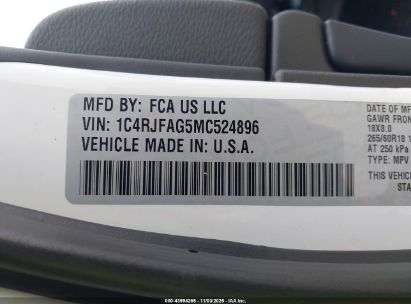 MFD BY: FCA US LLC
VIN: 1C4RJFAG5MC524896
VEHICLE MADE IN: U.S.A.
DATE OF MF
GAWR FRON
18X8.0
265/60R18 1
AT 250 kPa
TYPE: MPV
THIS VEHIC
STA